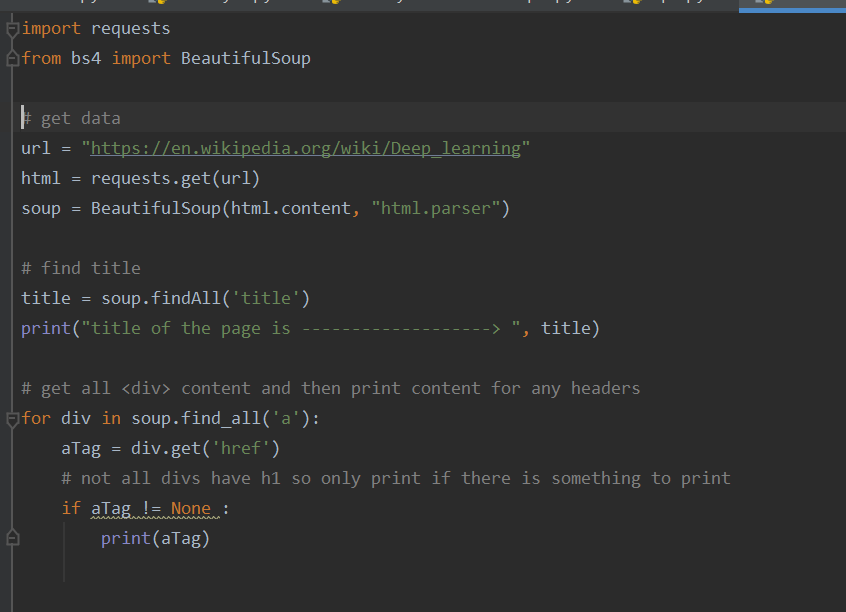 import requests
from bs4 import BeautifulSoup
# get data
url = "https://en.wikipedia.org/wiki/Deep_learning"
html = requests.get(url)
soup = BeautifulSoup(html.content, "html.parser")
# find title
title = soup.findAll('title')
print("title of the page is -------------------> ", title)
# get all <div> content and then print content for any headers
for div in soup.find_all('a'):
    aTag = div.get('href')
    # not all divs have h1 so only print if there is something to print
    if aTag != None :
        print(aTag)